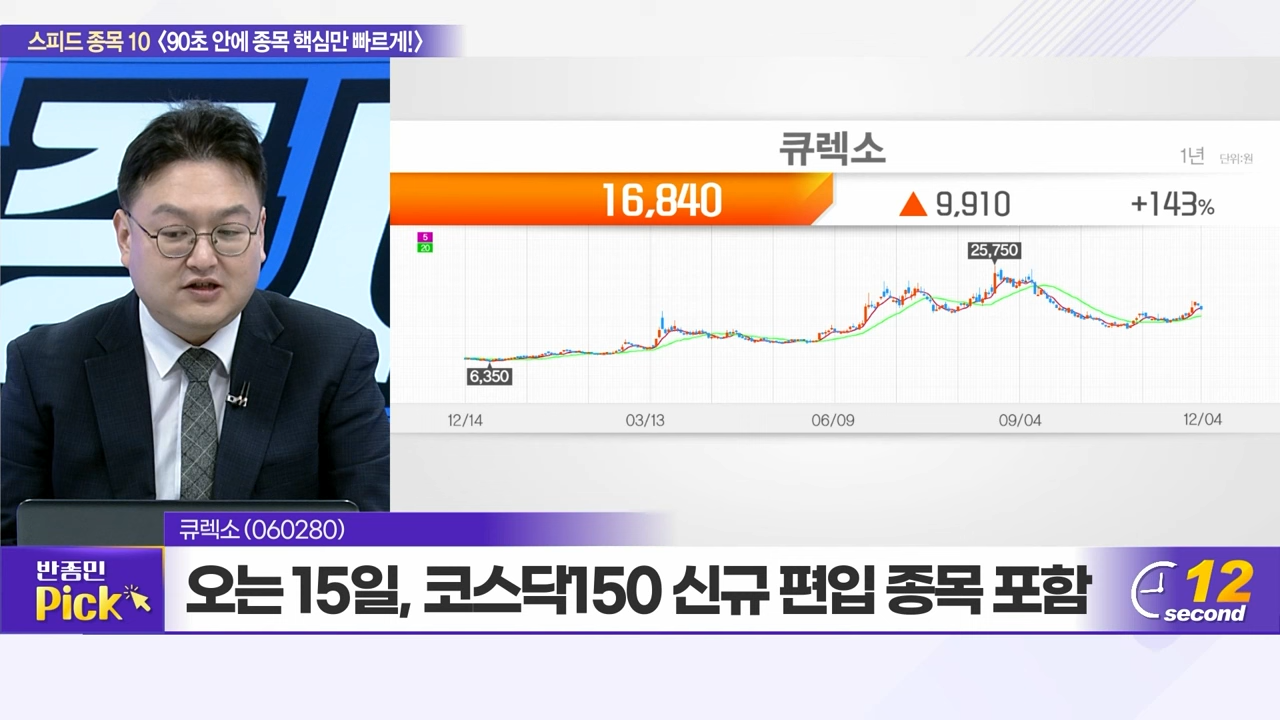 스피드 종목 10 〈90초 안에 종목 핵심만 빠르게!〉
큐렉소
1년 단위:원
16,840 ▲ 9,910 +143%
5
20
25,750
6,350
12/14 03/13 06/09 09/04 12/04
큐렉소 (060280)
반종민
Pick
오는 15일, 코스닥150 신규 편입 종목 포함
12
second